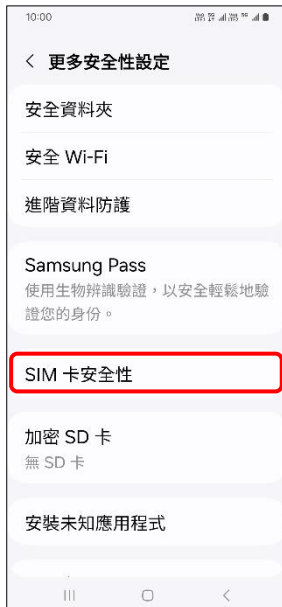 10:00
更多安全性設定
安全資料夾
安全 Wi-Fi
進階資料防護
Samsung Pass
使用生物辨識驗證，以安全輕鬆地驗
證您的身份。
SIM 卡安全性
加密 SD 卡
無 SD 卡
安裝未知應用程式